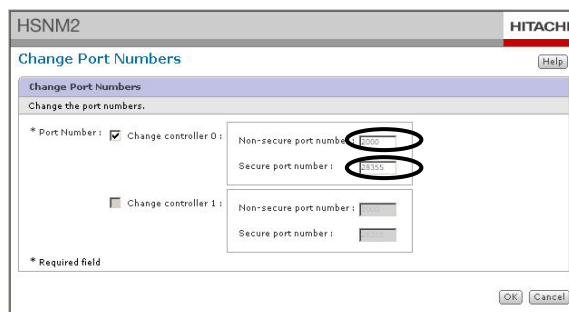 HSNM2
HITACHI
Change Port Numbers
Help
Change Port Numbers
Change the port numbers.
* Port Number : Change controller 0 :
Non-secure port number : 2000
Secure port number : 28355
Change controller 1 :
Non-secure port number :
Secure port number :
* Required field
OK Cancel